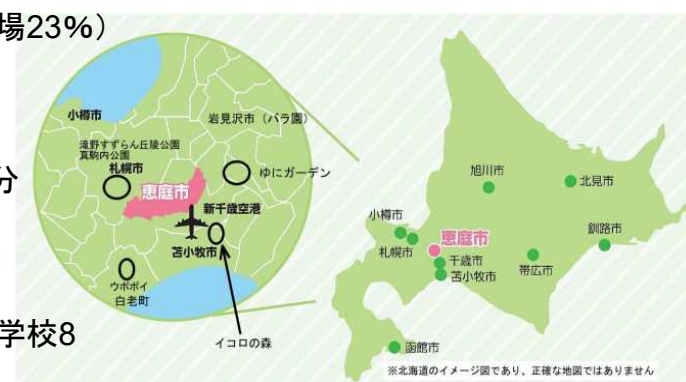 場23%）
分
学校8
小樽市
岩見沢市（バラ園）
滝野すずらん丘陵公園
真駒内公園
札幌市
ゆにガーデン
恵庭市
新千歳空港
苫小牧市
ウポポイ
白老町
イコロの森
旭川市
北見市
小樽市
釧路市
恵庭市
札幌市
千歳市
帯広市
苫小牧市
函館市
※北海道のイメージ図であり、正確な地図ではありません